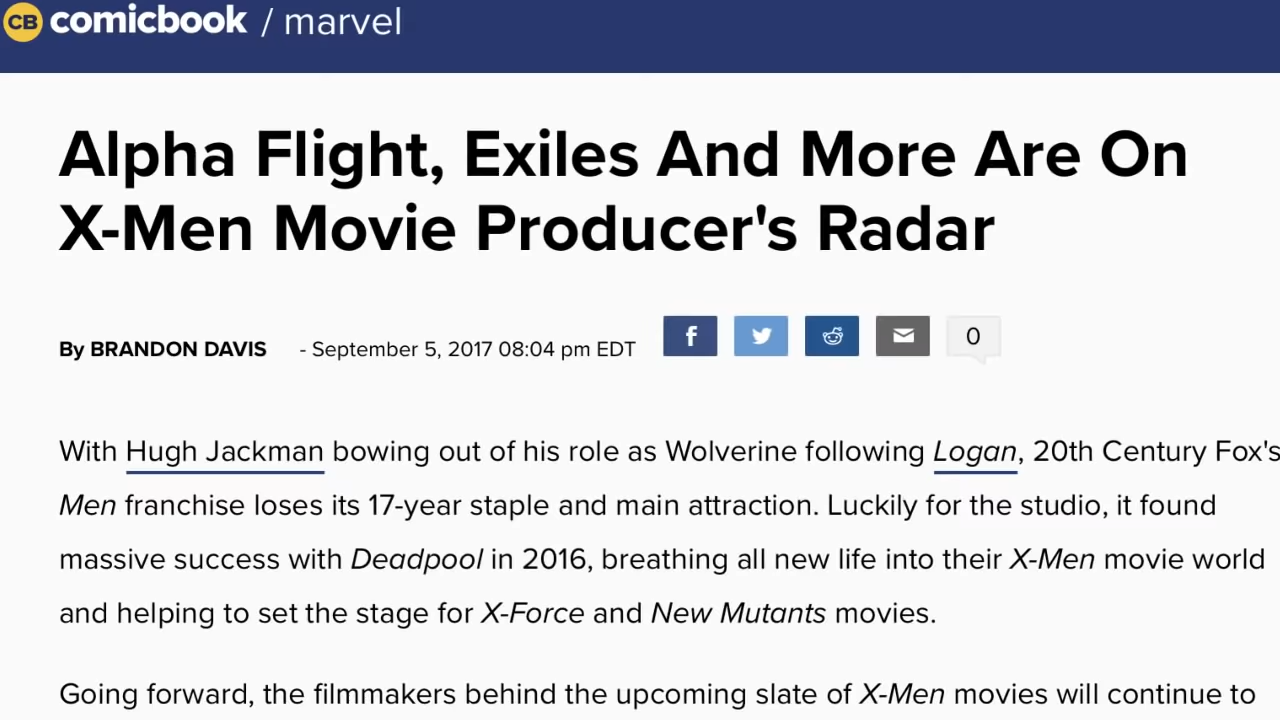 CB comicbook / marvel
Alpha Flight, Exiles And More Are On
X-Men Movie Producer's Radar
By BRANDON DAVIS - September 5, 2017 08:04 pm EDT f 0
With Hugh Jackman bowing out of his role as Wolverine following Logan, 20th Century Fox's
Men franchise loses its 17-year staple and main attraction. Luckily for the studio, it found
massive success with Deadpool in 2016, breathing all new life into their X-Men movie world
and helping to set the stage for X-Force and New Mutants movies.
Going forward, the filmmakers behind the upcoming slate of X-Men movies will continue to